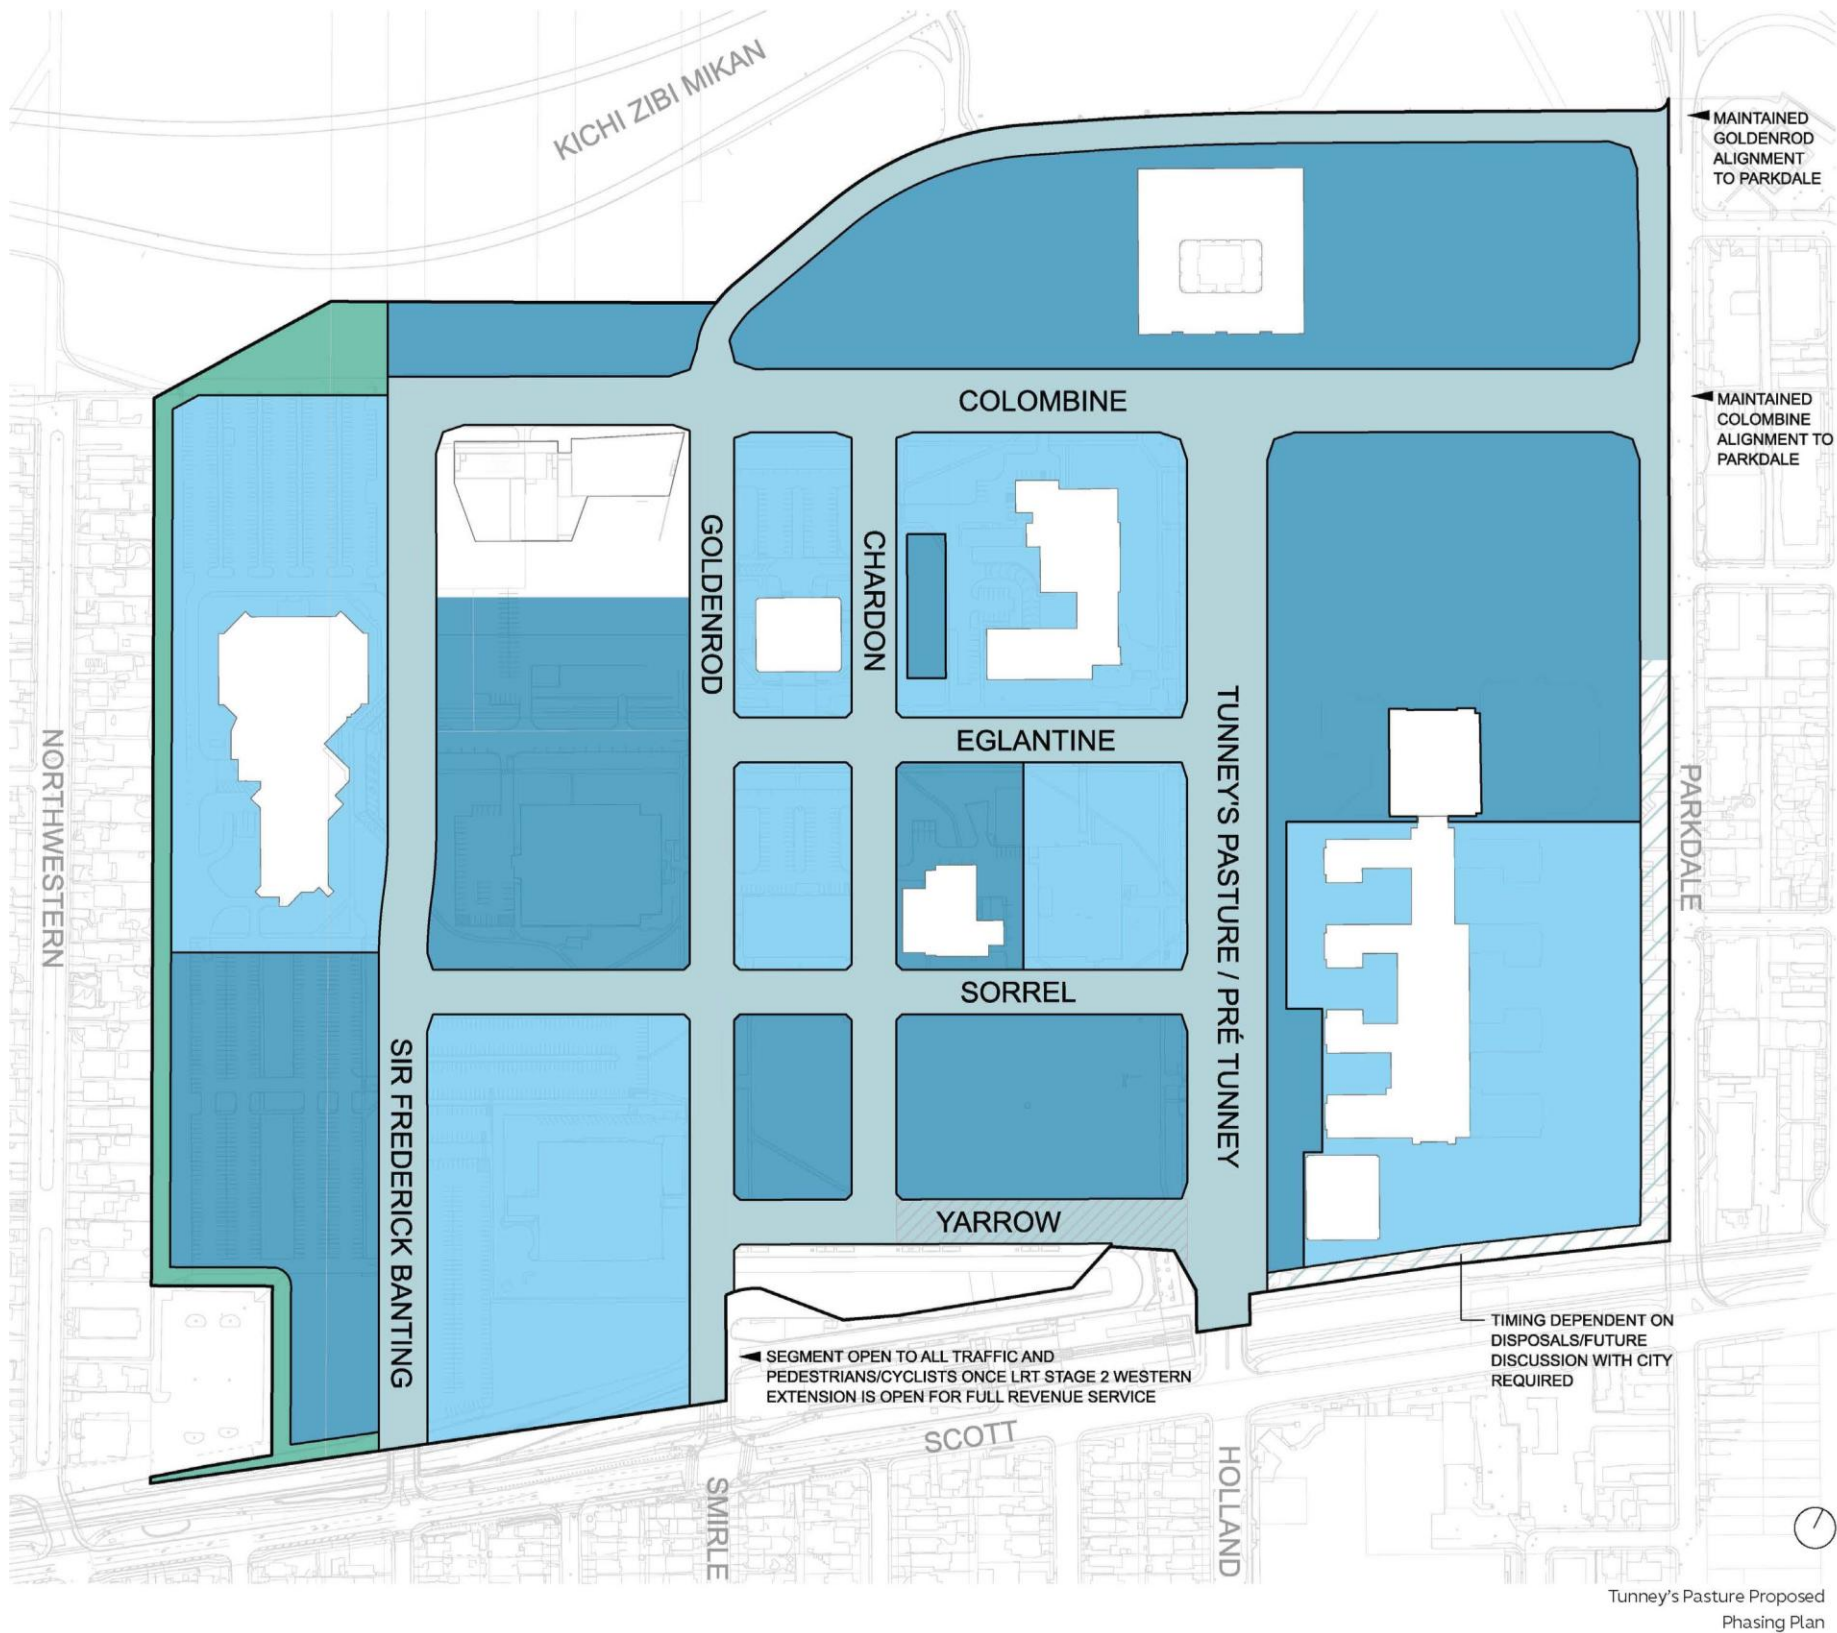 KICHI ZIBI MIKAN
MAINTAINED
GOLDENROD
ALIGNMENT
TO PARKDALE
COLOMBINE
MAINTAINED
COLOMBINE
ALIGNMENT TO
PARKDALE
GOLDENROD
CHARDON
EGLANTINE
TUNNEY'S PASTURE / PRÉ TUNNEY
NORTHWESTERN
PARKDALE
SORREL
SIR FREDERICK BANTING
YARROW
TIMING DEPENDENT ON
DISPOSALS/FUTURE
DISCUSSION WITH CITY
REQUIRED
SEGMENT OPEN TO ALL TRAFFIC AND
PEDESTRIANS/CYCLISTS ONCE LRT STAGE 2 WESTERN
EXTENSION IS OPEN FOR FULL REVENUE SERVICE
SCOTT
SMIRLE
HOLLAND
Tunney's Pasture Proposed
Phasing Plan